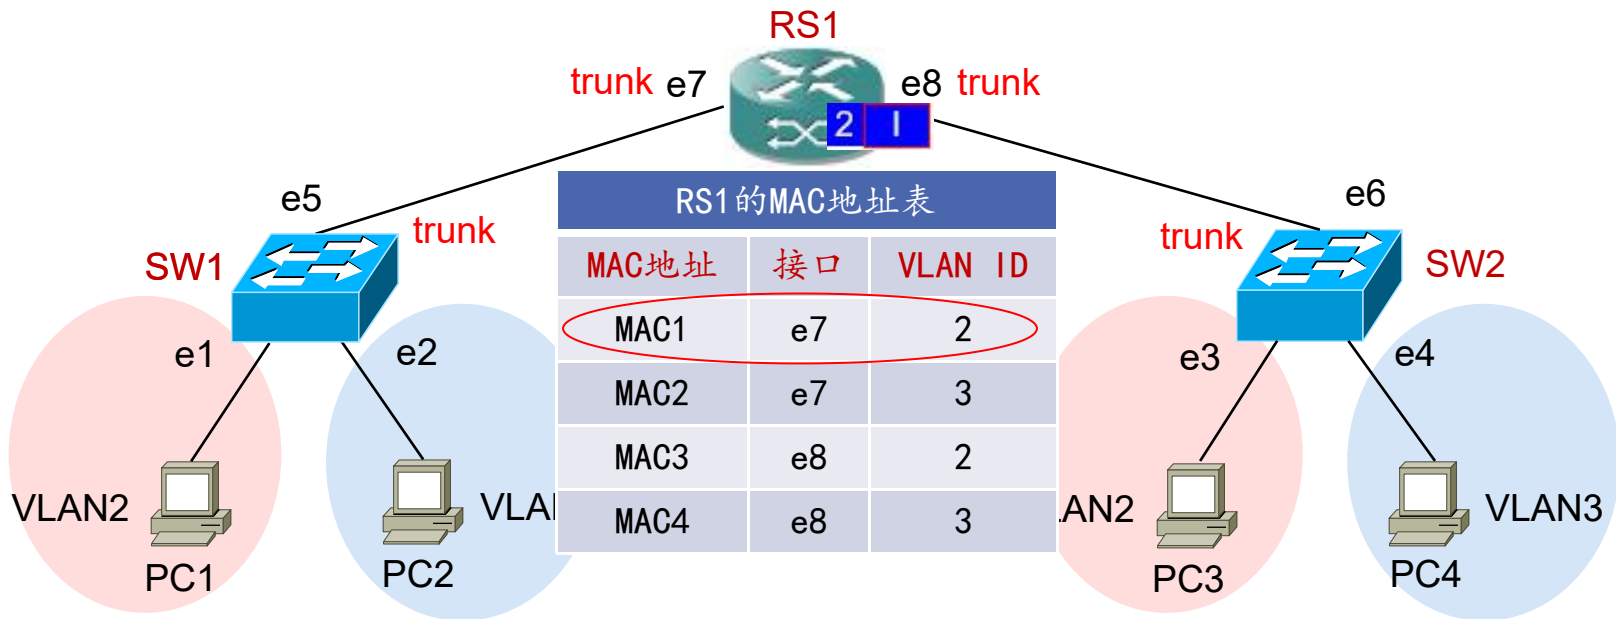 RS1
trunk e7
e8 trunk
2 I
RS1的MAC地址表
MAC地址 接口 VLAN ID
MAC1 e7 2
MAC2 e7 3
MAC3 e8 2
MAC4 e8 3
e5
trunk
SW1
e1
e2
VLAN2
PC1
VLA
PC2
e6
trunk
SW2
e3
e4
LAN2
PC3
VLAN3
PC4